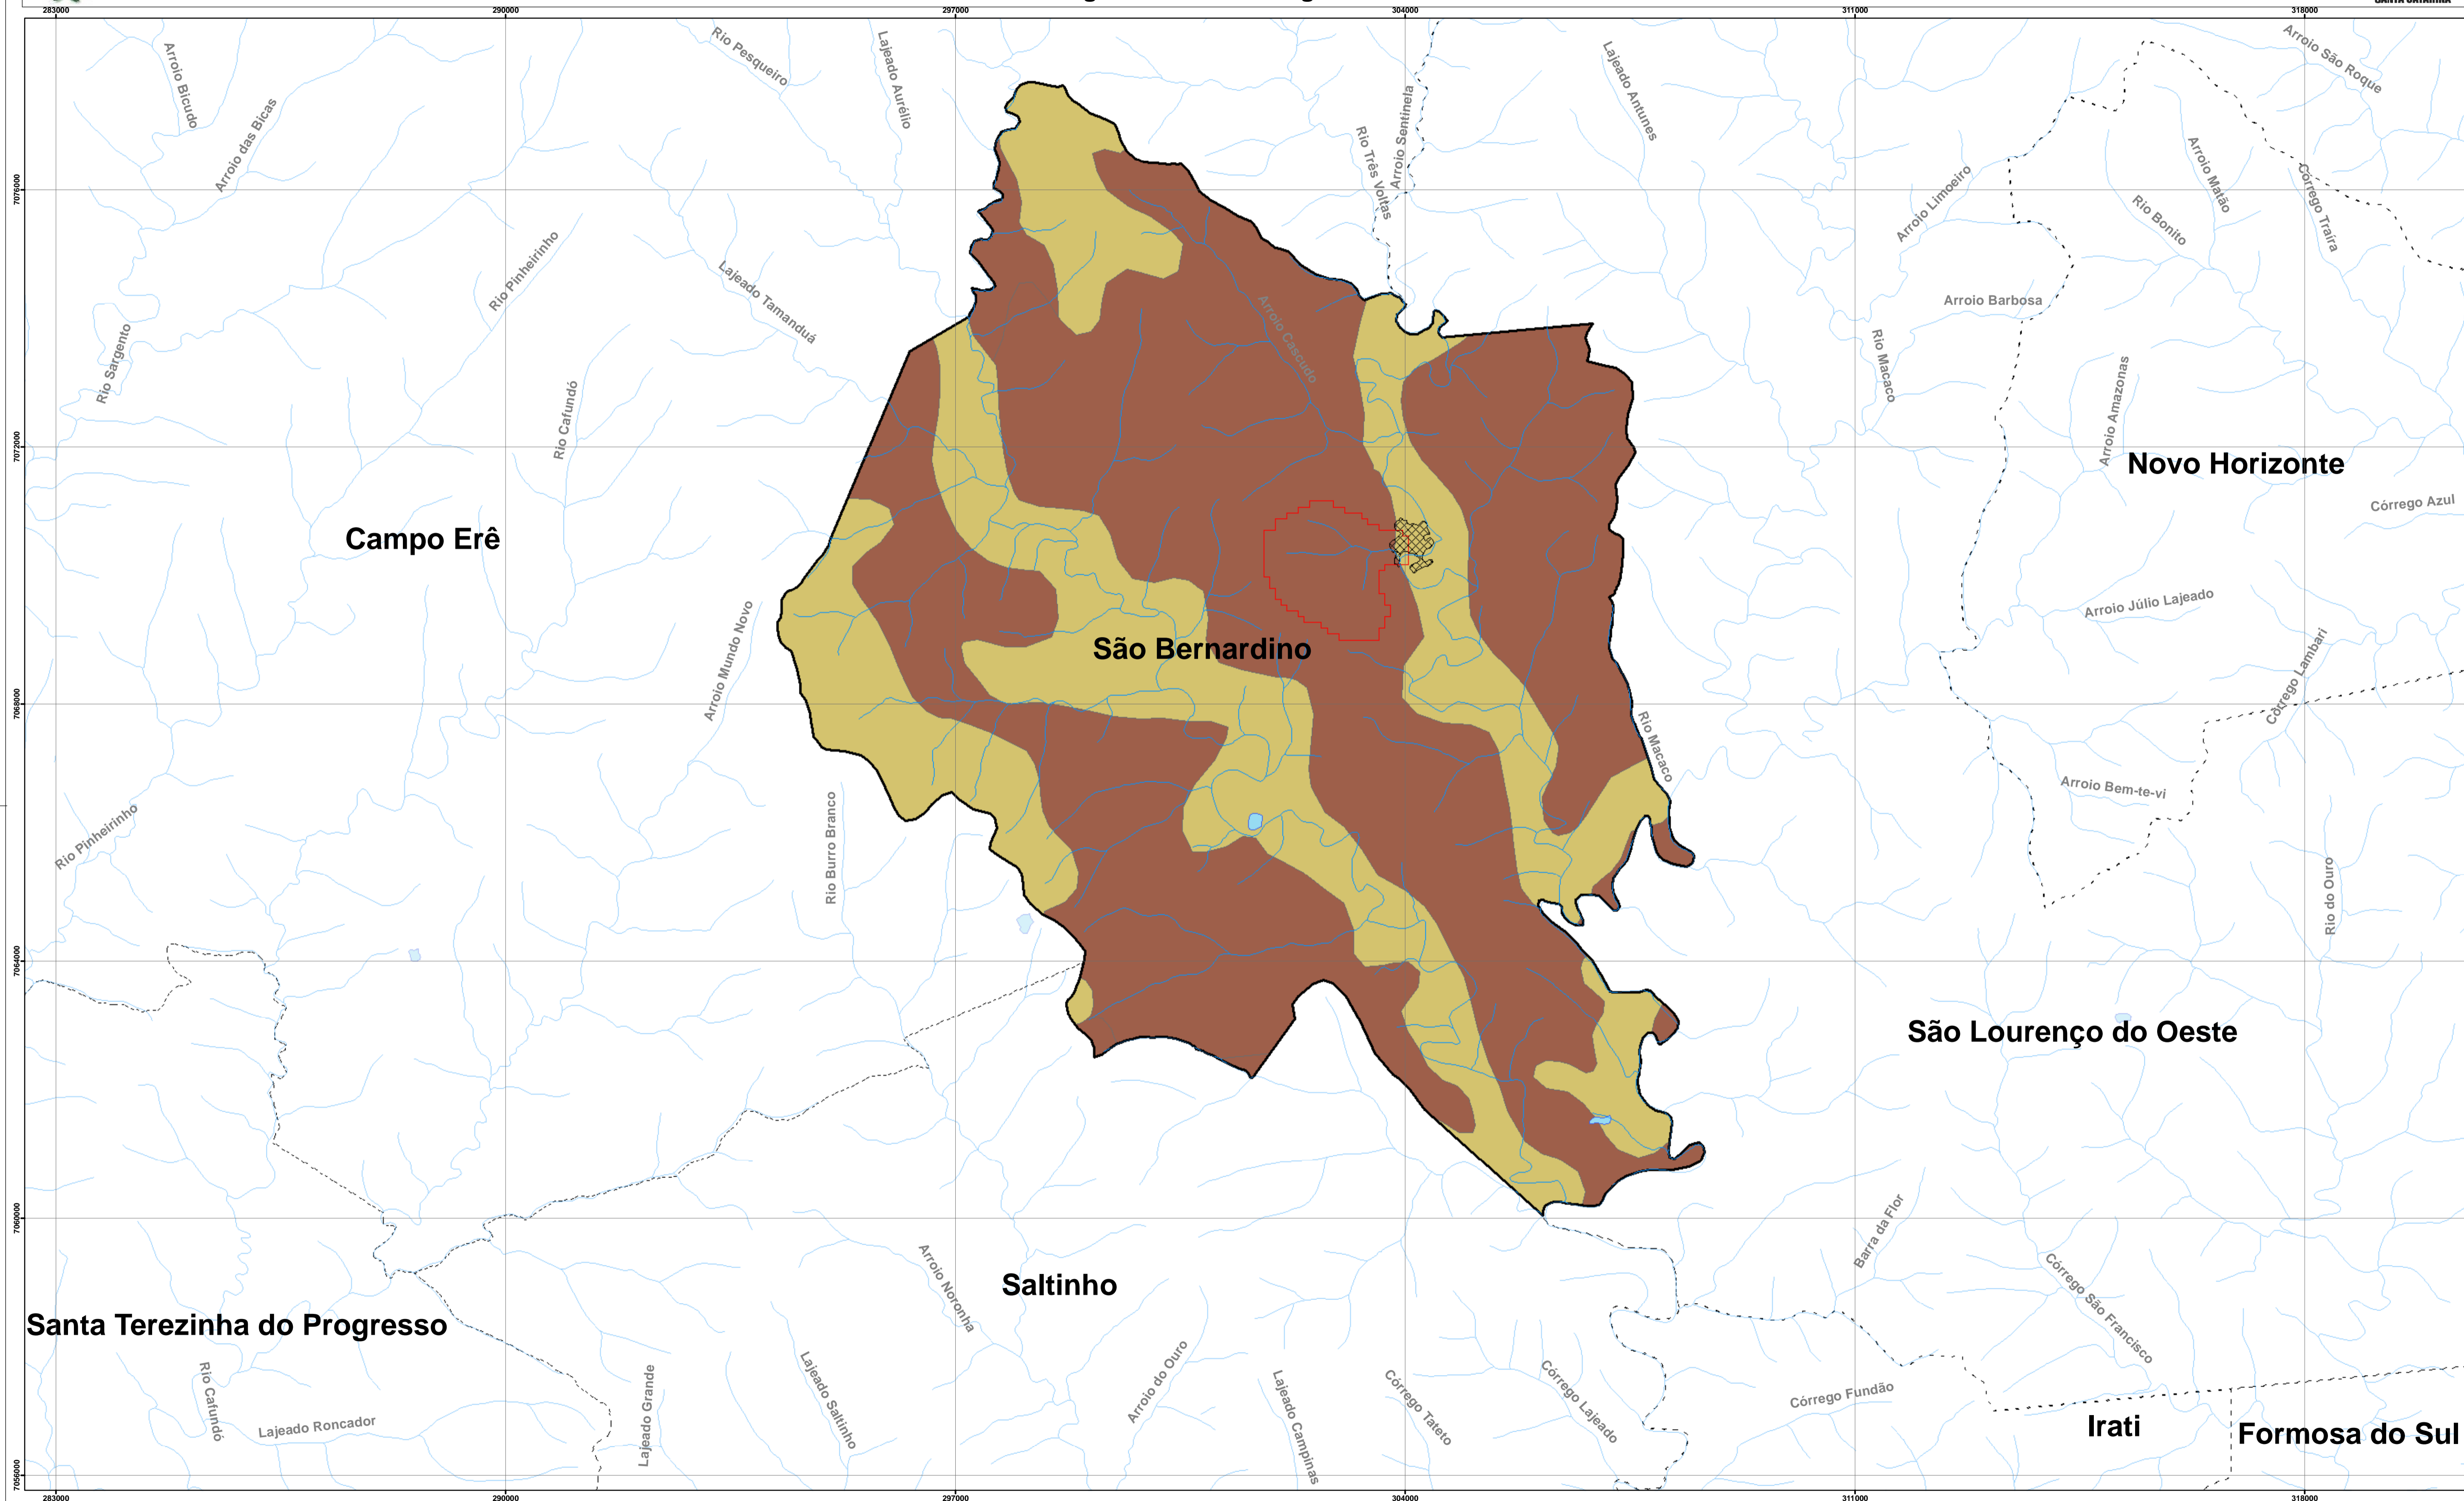 283000
290000
297000
304000
311000
318000
Arroio Bicudo
Arroio das Bicas
Rio Pesqueiro
Lajeado Aurélio
Rio Três Voltas
Arroio Sentinela
Lajeado Antunes
Arroio São Roque
7076000
Arroio Limoeiro
Rio Bonito
Arroio Matão
Córrego Traíra
Rio Pinheirinho
Lajeado Tamanduá
Arroio Cascudo
Arroio Barbosa
Rio Sargento
Rio Cafundó
Rio Macaco
Arroio Amazonas
7072000
Novo Horizonte
Córrego Azul
Campo Erê
Arroio Júlio Lajeado
São Bernardino
Arroio Mundo Novo
Córrego Lambari
7068000
Rio Macaco
Arroio Bem-te-vi
Rio Pinheirinho
Rio Burro Branco
Rio do Ouro
7064000
São Lourenço do Oeste
7060000
Barra da Flor
Arroio Noronha
Saltinho
Córrego São Francisco
Santa Terezinha do Progresso
Rio Cafundó
Lajeado Roncador
Lajeado Grande
Lajeado Saltinho
Arroio do Ouro
Lajeado Campinas
Córrego Tateto
Córrego Lajeado
Córrego Fundão
Irati
Formosa do Sul
7056000
283000
290000
297000
304000
311000
318000